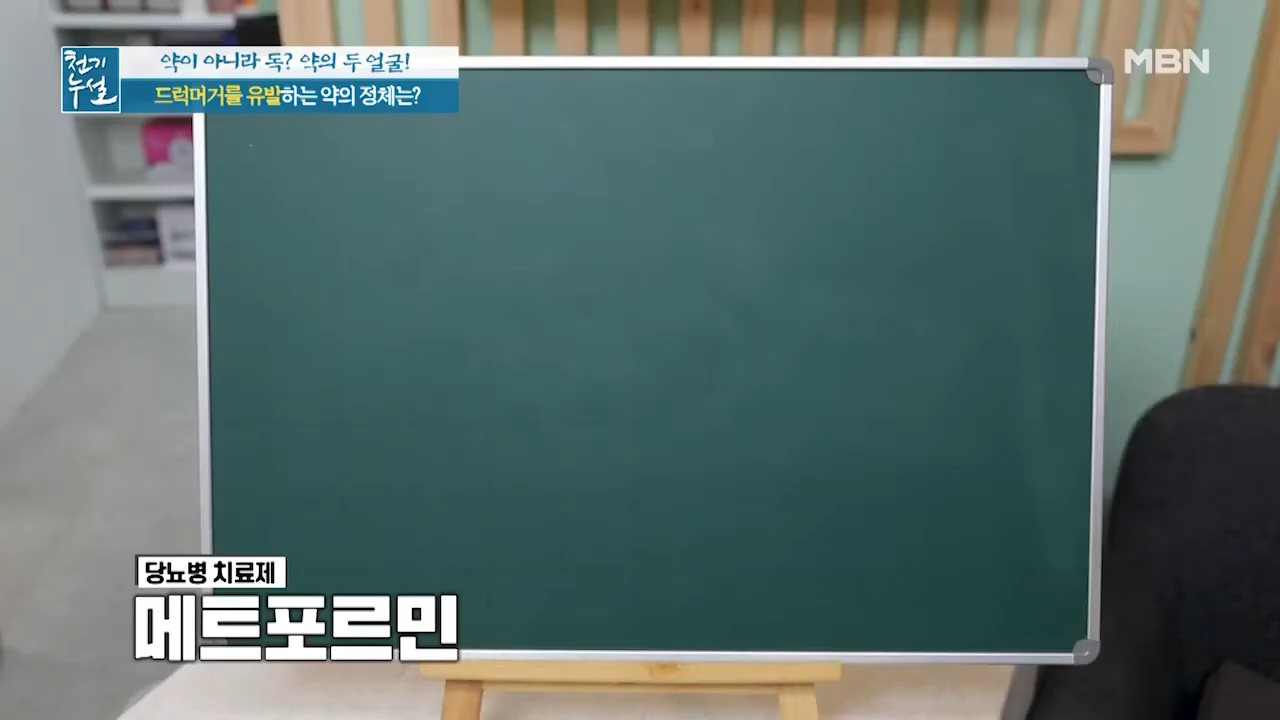 천기누설
약이 아니라 독? 약의 두 얼굴!
드럭머거를 유발하는 약의 정체는?
MBN
당뇨병 치료제
메트포르민